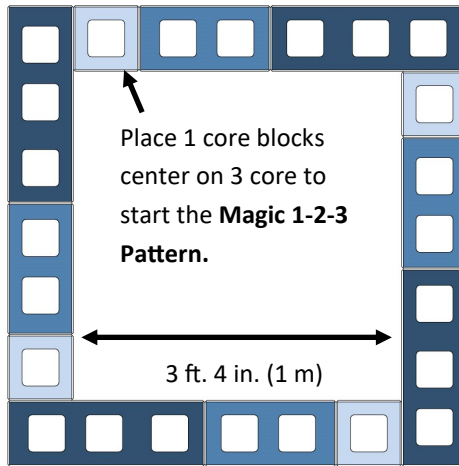 Place 1 core blocks
center on 3 core to
start the Magic 1-2-3
Pattern.
3 ft. 4 in. (1 m)